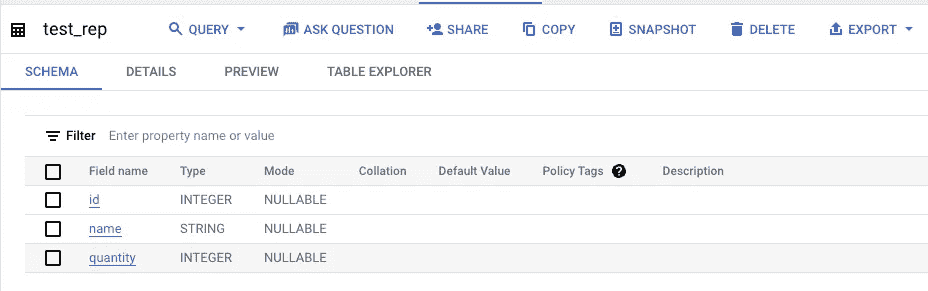 test_rep QUERY ASK QUESTION SHARE COPY SNAPSHOT DELETE EXPORT
SCHEMA DETAILS PREVIEW TABLE EXPLORER
Filter Enter property name or value
Field name Type Mode Collation Default Value Policy Tags ? Description
id INTEGER NULLABLE
name STRING NULLABLE
quantity INTEGER NULLABLE